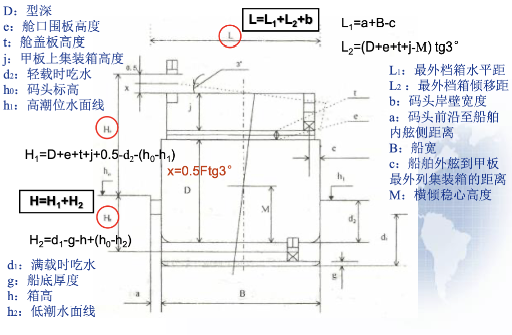 D：型深
e：舱口围板高度
t：舱盖板高度
j：甲板上集装箱高度
d₂：轻载时吃水
h₀：码头标高
h₁：高潮位水面线
L=L₁+L₂+b
L
L₁=a+B-c
L₂=(D+e+t+j-M) tg3°
L₁：最外档箱水平距
L₂：最外档箱倾移距
b：码头岸壁宽度
a：码头前沿至船舶
内舷侧距离
B：船宽
c：船舶外舷到甲板
最外列集装箱的距离
M：横倾稳心高度
0.5
3°
x
j
t
e
H₁
H₁=D+e+t+j+0.5-d₂-(h₀-h₁)
x=0.5Ftg3°
c
h₀
h₁
D
M
H=H₁+H₂
H₂
d₂
d₁
H₂=d₁-g-h+(h₀-h₂)
d₁：满载时吃水
g：船底厚度
h：箱高
h₂：低潮水面线
a
B
g